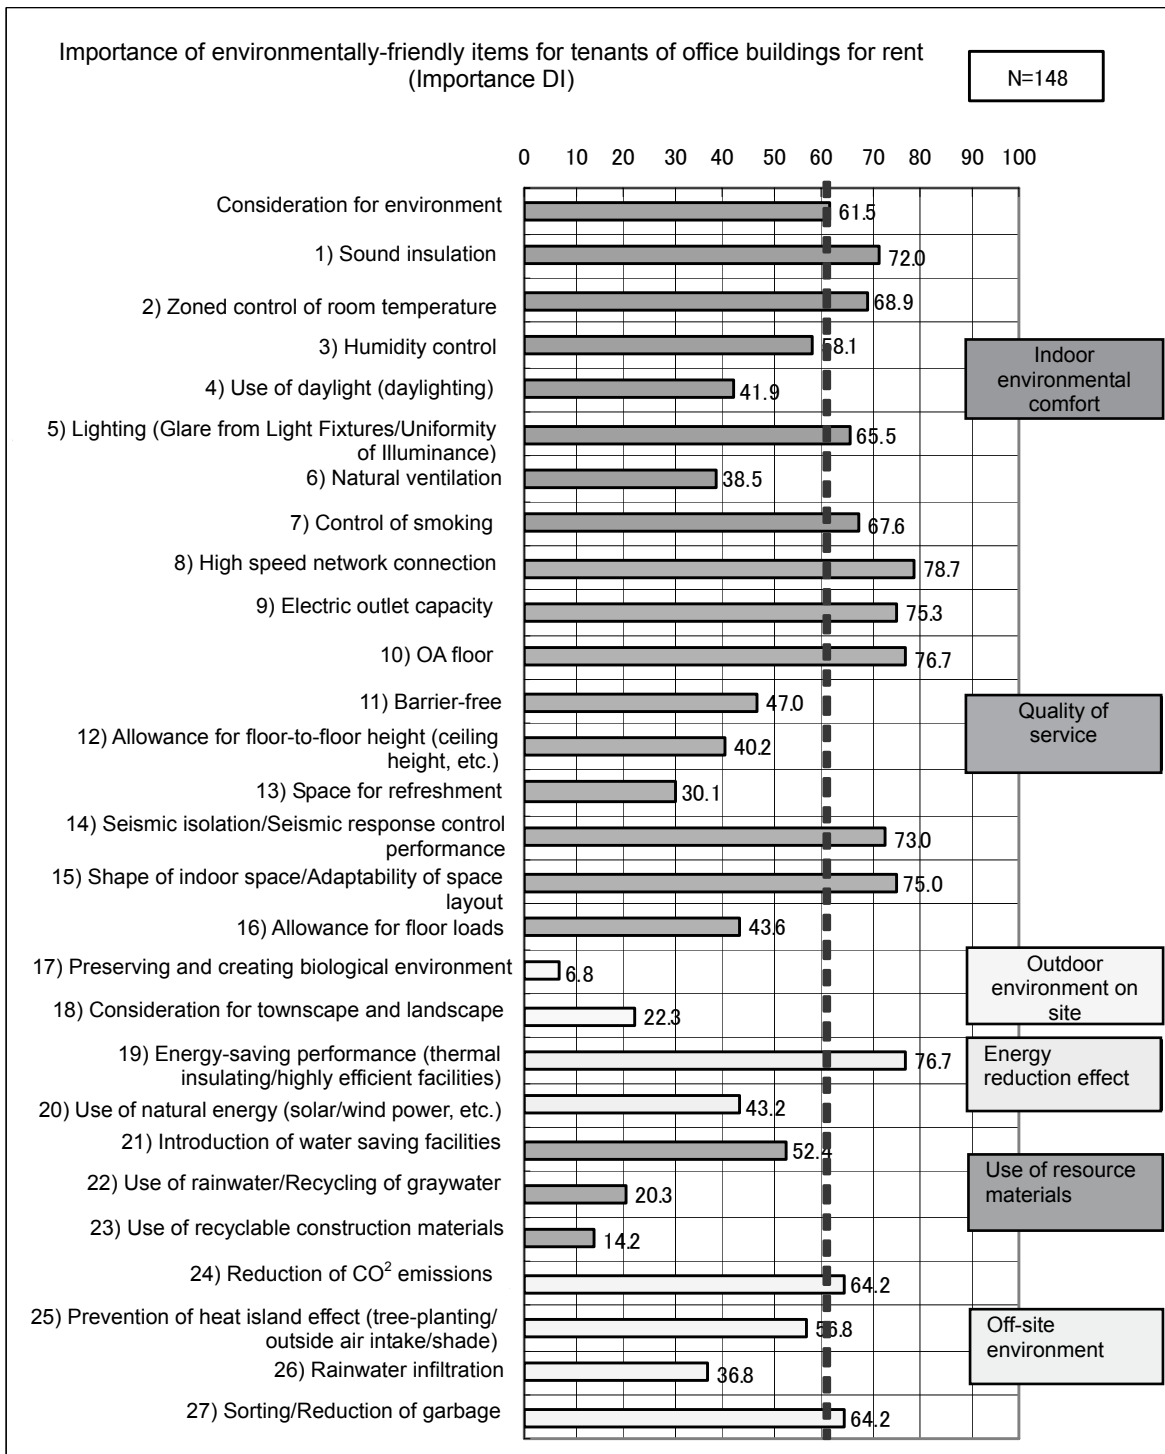 Importance of environmentally-friendly items for tenants of office buildings for rent
(Importance DI)
N=148
0 10 20 30 40 50 60 70 80 90 100
Consideration for environment 61.5
1) Sound insulation 72.0
2) Zoned control of room temperature 68.9
3) Humidity control 58.1
Indoor
environmental
comfort
4) Use of daylight (daylighting) 41.9
5) Lighting (Glare from Light Fixtures/Uniformity
of Illuminance) 65.5
6) Natural ventilation 38.5
7) Control of smoking 67.6
8) High speed network connection 78.7
9) Electric outlet capacity 75.3
10) OA floor 76.7
11) Barrier-free 47.0
Quality of
service
12) Allowance for floor-to-floor height (ceiling
height, etc.) 40.2
13) Space for refreshment 30.1
14) Seismic isolation/Seismic response control
performance 73.0
15) Shape of indoor space/Adaptability of space
layout 75.0
16) Allowance for floor loads 43.6
17) Preserving and creating biological environment 6.8
Outdoor
environment on
site
18) Consideration for townscape and landscape 22.3
19) Energy-saving performance (thermal
insulating/highly efficient facilities) 76.7
Energy
reduction effect
20) Use of natural energy (solar/wind power, etc.) 43.2
21) Introduction of water saving facilities 52.4
Use of resource
materials
22) Use of rainwater/Recycling of graywater 20.3
23) Use of recyclable construction materials 14.2
24) Reduction of CO² emissions 64.2
25) Prevention of heat island effect (tree-planting/
outside air intake/shade) 56.8
Off-site
environment
26) Rainwater infiltration 36.8
27) Sorting/Reduction of garbage 64.2